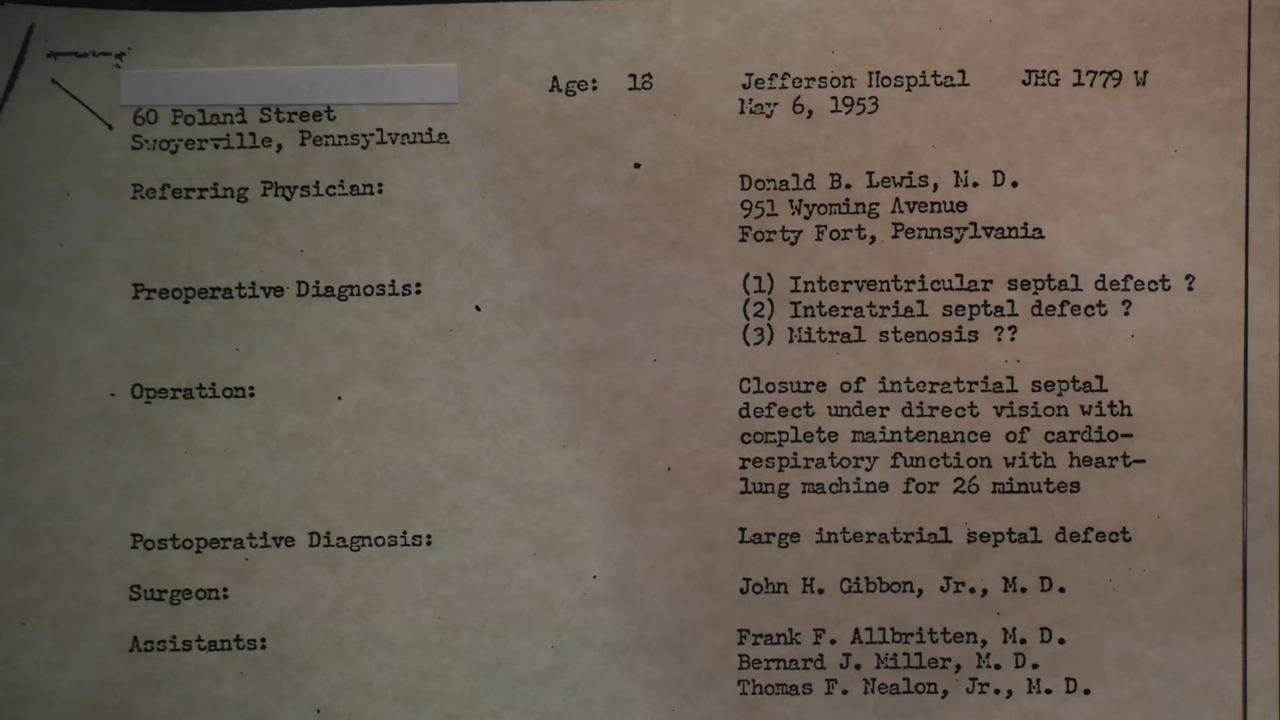 Age: 18 Jefferson Hospital JHG 1779 W
May 6, 1953
60 Poland Street
Swoyerville, Pennsylvania
Referring Physician: Donald B. Lewis, M. D.
951 Wyoming Avenue
Forty Fort, Pennsylvania
Preoperative Diagnosis: (1) Interventricular septal defect ?
(2) Interatrial septal defect ?
(3) Mitral stenosis ??
Operation: Closure of interatrial septal
defect under direct vision with
complete maintenance of cardio-
respiratory function with heart-
lung machine for 26 minutes
Postoperative Diagnosis: Large interatrial septal defect
Surgeon: John H. Gibbon, Jr., M. D.
Assistants: Frank F. Allbritten, M. D.
Bernard J. Miller, M. D.
Thomas F. Nealon, Jr., M. D.